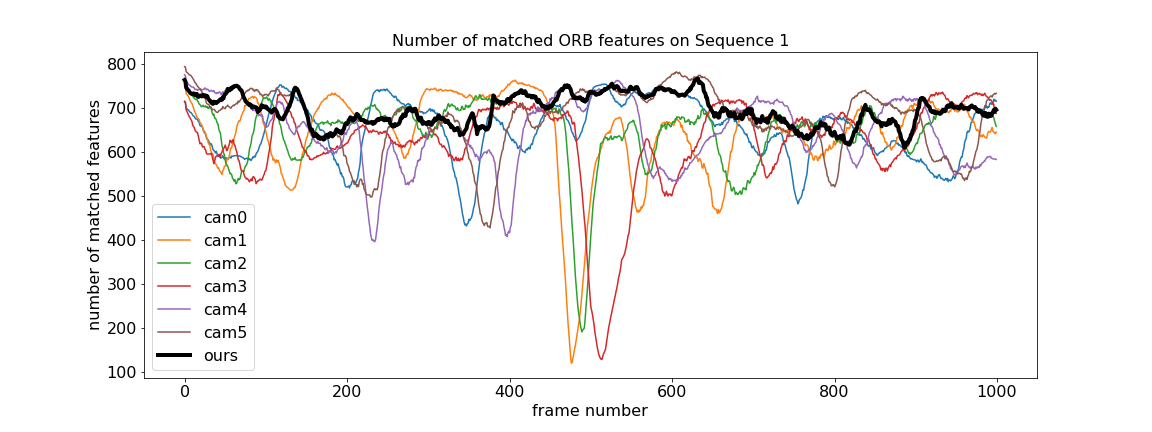 Number of matched ORB features on Sequence 1
number of matched features
800
700
600
500
400
300
200
100
cam0
cam1
cam2
cam3
cam4
cam5
ours
0 200 400 600 800 1000
frame number